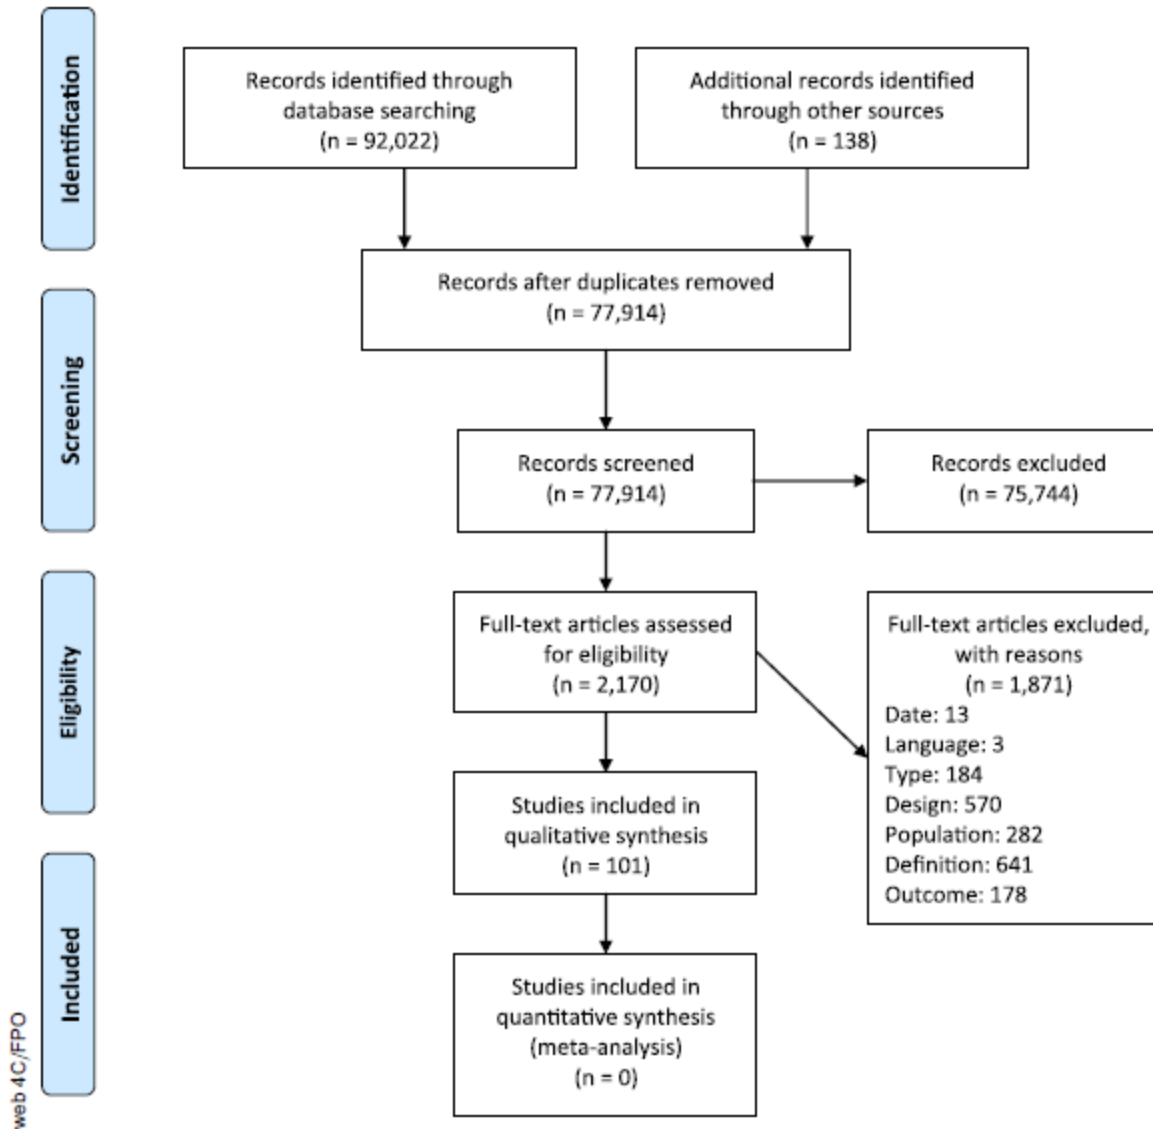 Identification
Records identified through
database searching
(n = 92,022)
Additional records identified
through other sources
(n = 138)
Records after duplicates removed
(n = 77,914)
Screening
Records screened
(n = 77,914)
Records excluded
(n = 75,744)
Eligibility
Full-text articles assessed
for eligibility
(n = 2,170)
Full-text articles excluded,
with reasons
(n = 1,871)
Date: 13
Language: 3
Type: 184
Design: 570
Population: 282
Definition: 641
Outcome: 178
Studies included in
qualitative synthesis
(n = 101)
Included
Studies included in
quantitative synthesis
(meta-analysis)
(n = 0)
web 4C/FPO